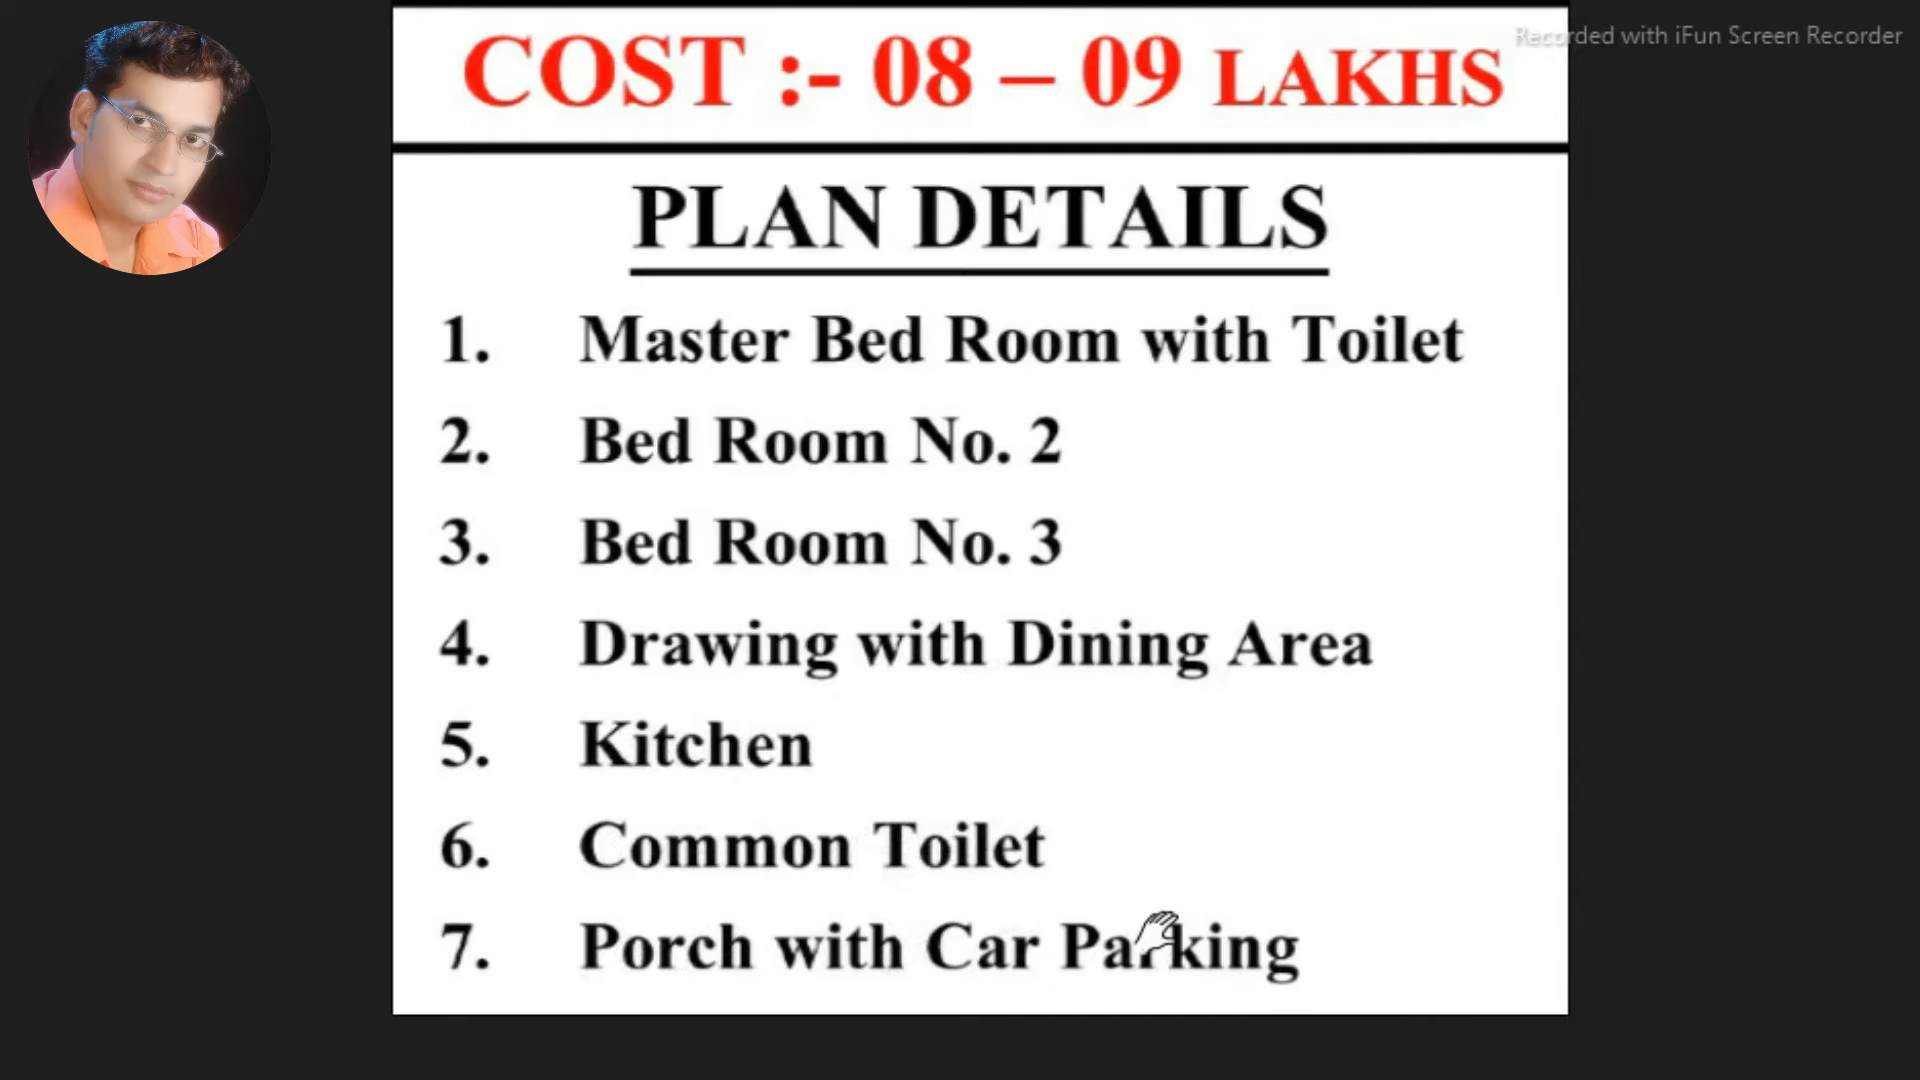 COST :- 08 – 09 LAKHS
Recorded with iFun Screen Recorder
PLAN DETAILS
1. Master Bed Room with Toilet
2. Bed Room No. 2
3. Bed Room No. 3
4. Drawing with Dining Area
5. Kitchen
6. Common Toilet
7. Porch with Car Parking